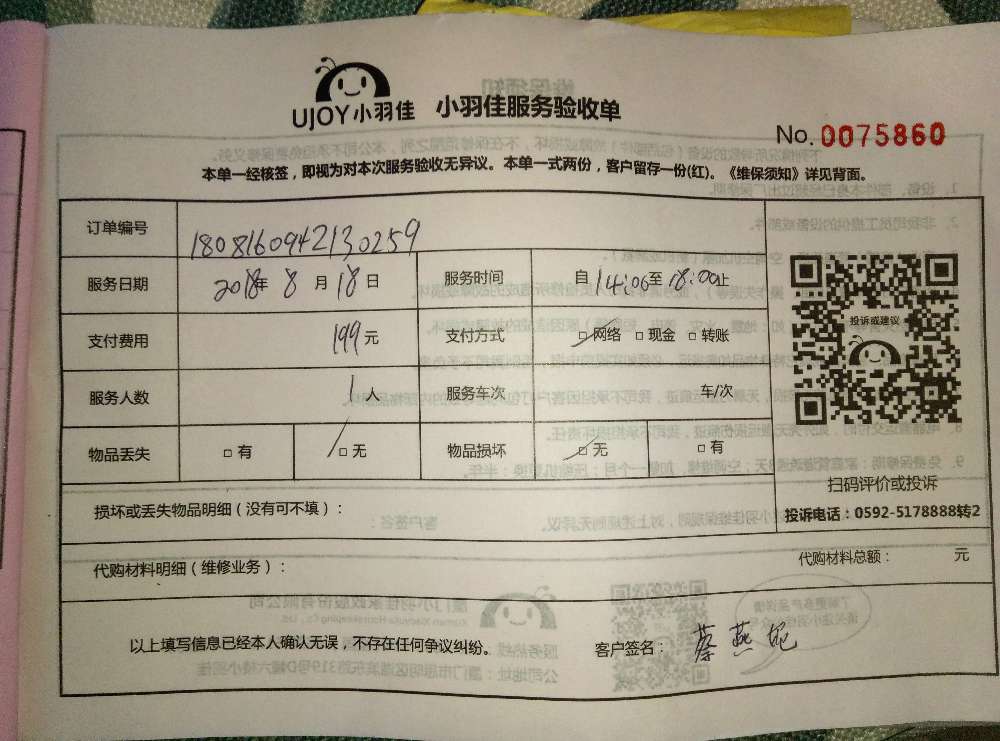 UJOY小羽佳 小羽佳服务验收单
No. 0075860
本单一经核签，即视为对本次服务验收无异议。本单一式两份，客户留存一份(红)。《维保须知》详见背面。
订单编号 1808160942130259
服务日期 2018年 8 月 18 日 服务时间 自 14:06至 18:00止
支付费用 199元 支付方式 □ 网络 □ 现金 □ 转账
投诉或建议
服务人数 1 人 服务车次 车/次
物品丢失 □ 有 □ 无 物品损坏 □ 无 □ 有
扫码评价或投诉
损坏或丢失物品明细（没有可不填）：
投诉电话：0592-5178888转2
代购材料明细（维修业务）： 代购材料总额： 元
以上填写信息已经本人确认无误，不存在任何争议纠纷。 客户签名： 蔡燕妮